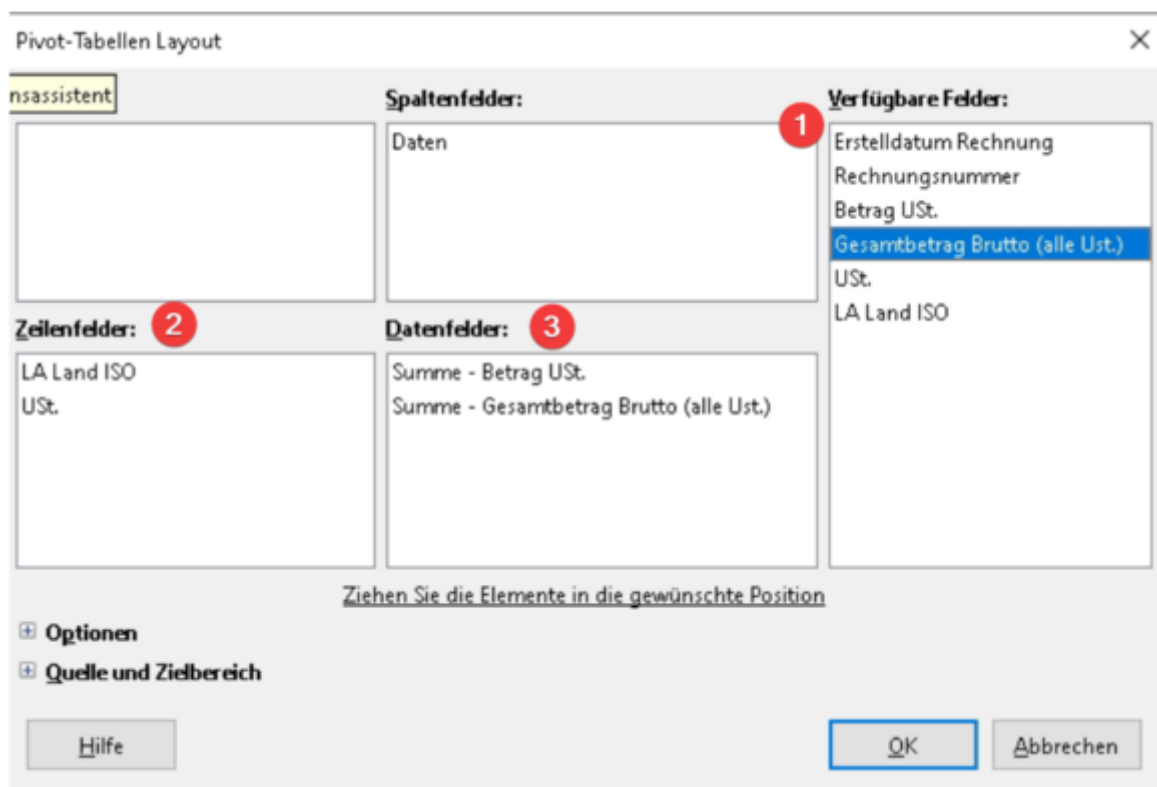 Pivot-Tabellen Layout
nsassistent
Spaltenfelder:
Verfügbare Felder:
1
Daten
Erstelldatum Rechnung
Rechnungsnummer
Betrag USt.
Gesamtbetrag Brutto (alle Ust.)
USt.
LA Land ISO
Zeilenfelder:
2
Datenfelder:
3
LA Land ISO
USt.
Summe - Betrag USt.
Summe - Gesamtbetrag Brutto (alle Ust.)
Ziehen Sie die Elemente in die gewünschte Position
Optionen
Quelle und Zielbereich
Hilfe
OK
Abbrechen